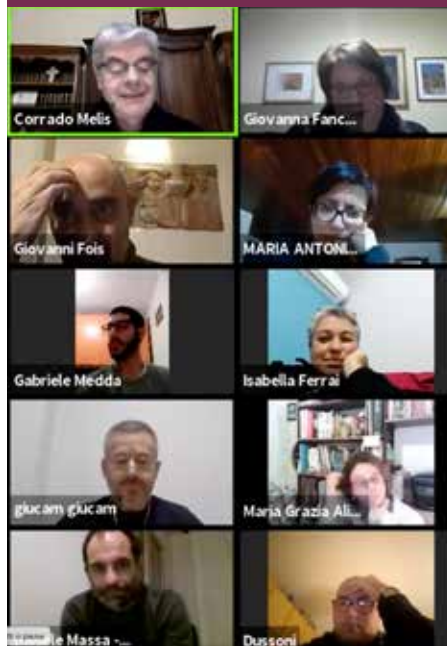 Corrado Melis
Giovanna Fanc...
Giovanni Fois
MARIA ANTONI...
Gabriele Medda
Isabella Ferrai
giucam giucam
Maria Grazia Ali...
Massa -...
Dussoni